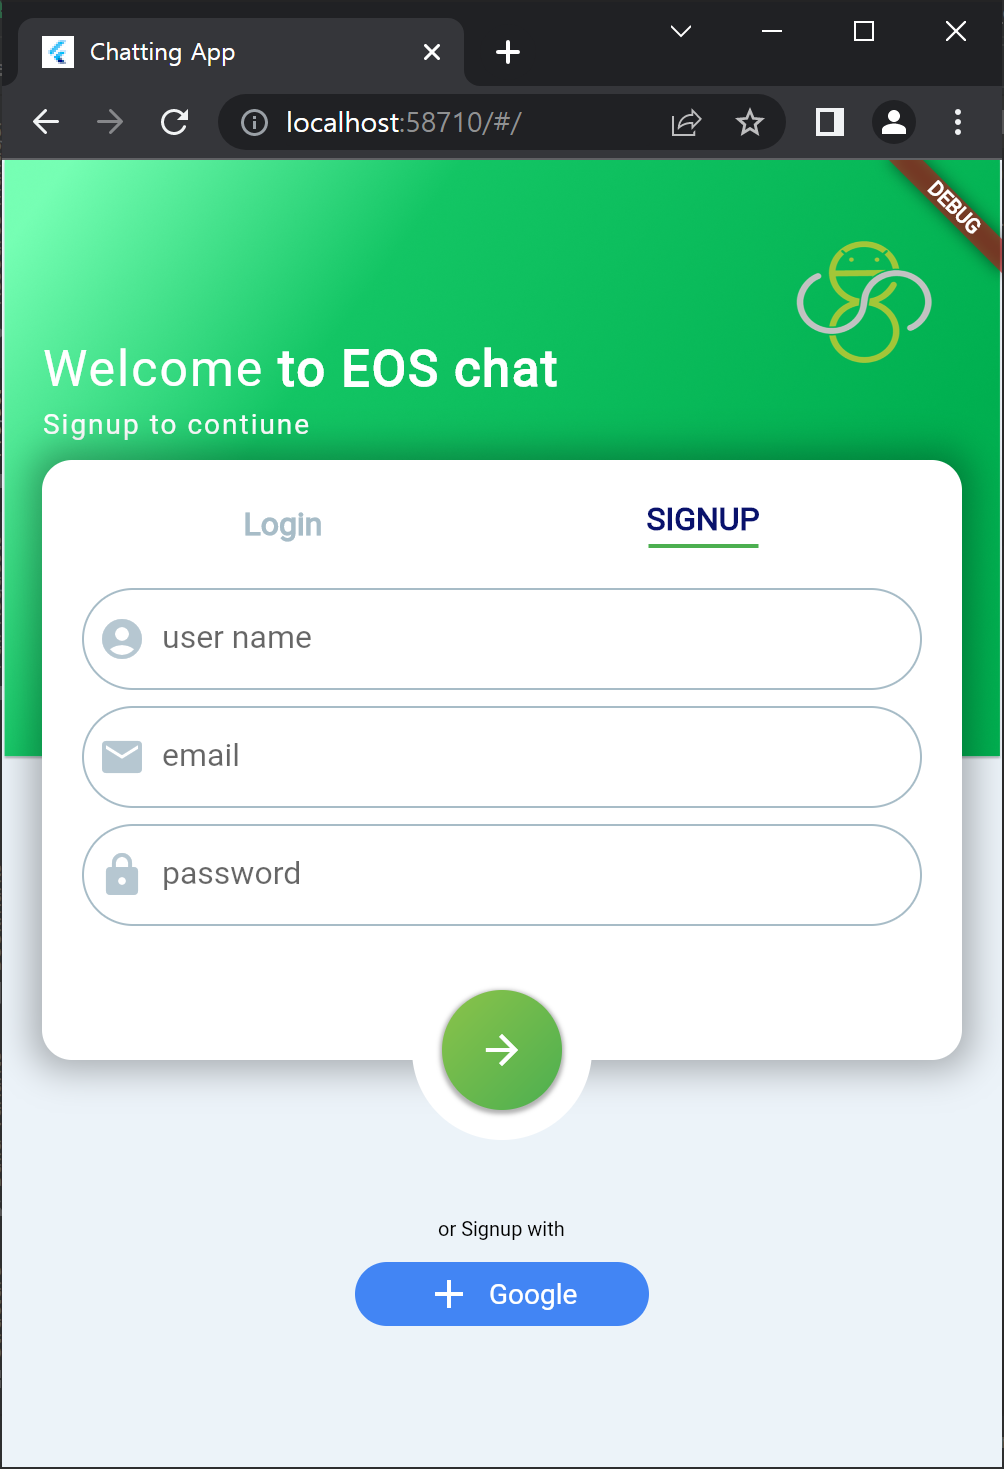 Chatting App
localhost:58710/#/
DEBUG
Welcome to EOS chat
Signup to contiune
Login
SIGNUP
user name
email
password
or Signup with
Google